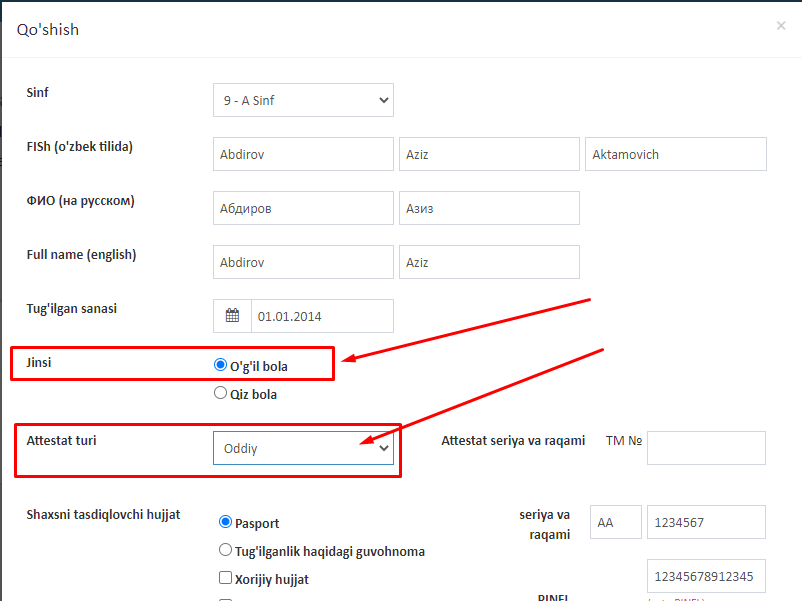 Qo'shish ×
Sinf 9 - A Sinf
FISh (o'zbek tilida) Abdirov Aziz Aktamovich
ФИО (на русском) Абдиров Азиз
Full name (english) Abdirov Aziz
Tug'ilgan sanasi 01.01.2014
Jinsi O'g'il bola
Qiz bola
Attestat turi Oddiy Attestat seriya va raqami TM №
Shaxsni tasdiqlovchi hujjat Pasport seriya va raqami AA 1234567
Tug'ilganlik haqidagi guvohnoma
Xorijiy hujjat 12345678912345